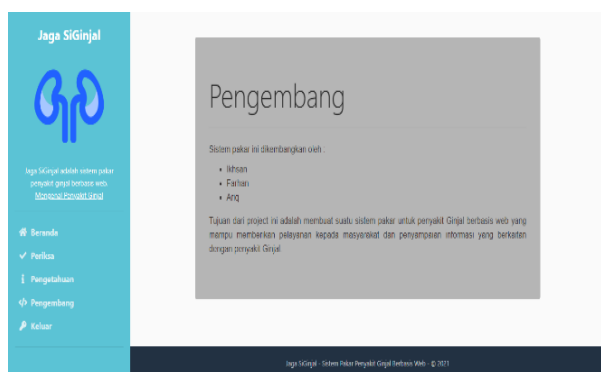 Jaga SiGinjal
Jaga SiGinjal adalah sistem pakar
penyakit ginjal berbasis web.
Mengenal Penyakit Ginjal
Beranda
Periksa
Pengetahuan
Pengembang
Keluar
Pengembang
Sistem pakar ini dikembangkan oleh :
Ikhsan
Farhan
Ariq
Tujuan dari project ini adalah membuat suatu sistem pakar untuk penyakit Ginjal berbasis web yang
mampu memberikan pelayanan kepada masyarakat dan penyampaian informasi yang berkaitan
dengan penyakit Ginjal.
Jaga SiGinjal - Sistem Pakar Penyakit Ginjal Berbasis Web - © 2021